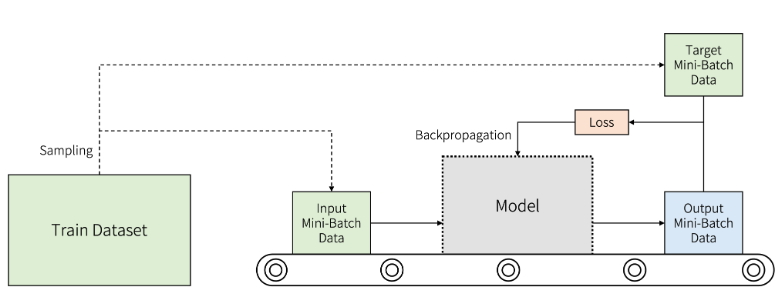 Target
Mini-Batch
Data
Loss
Backpropagation
Sampling
Train Dataset
Input
Mini-Batch
Data
Model
Output
Mini-Batch
Data